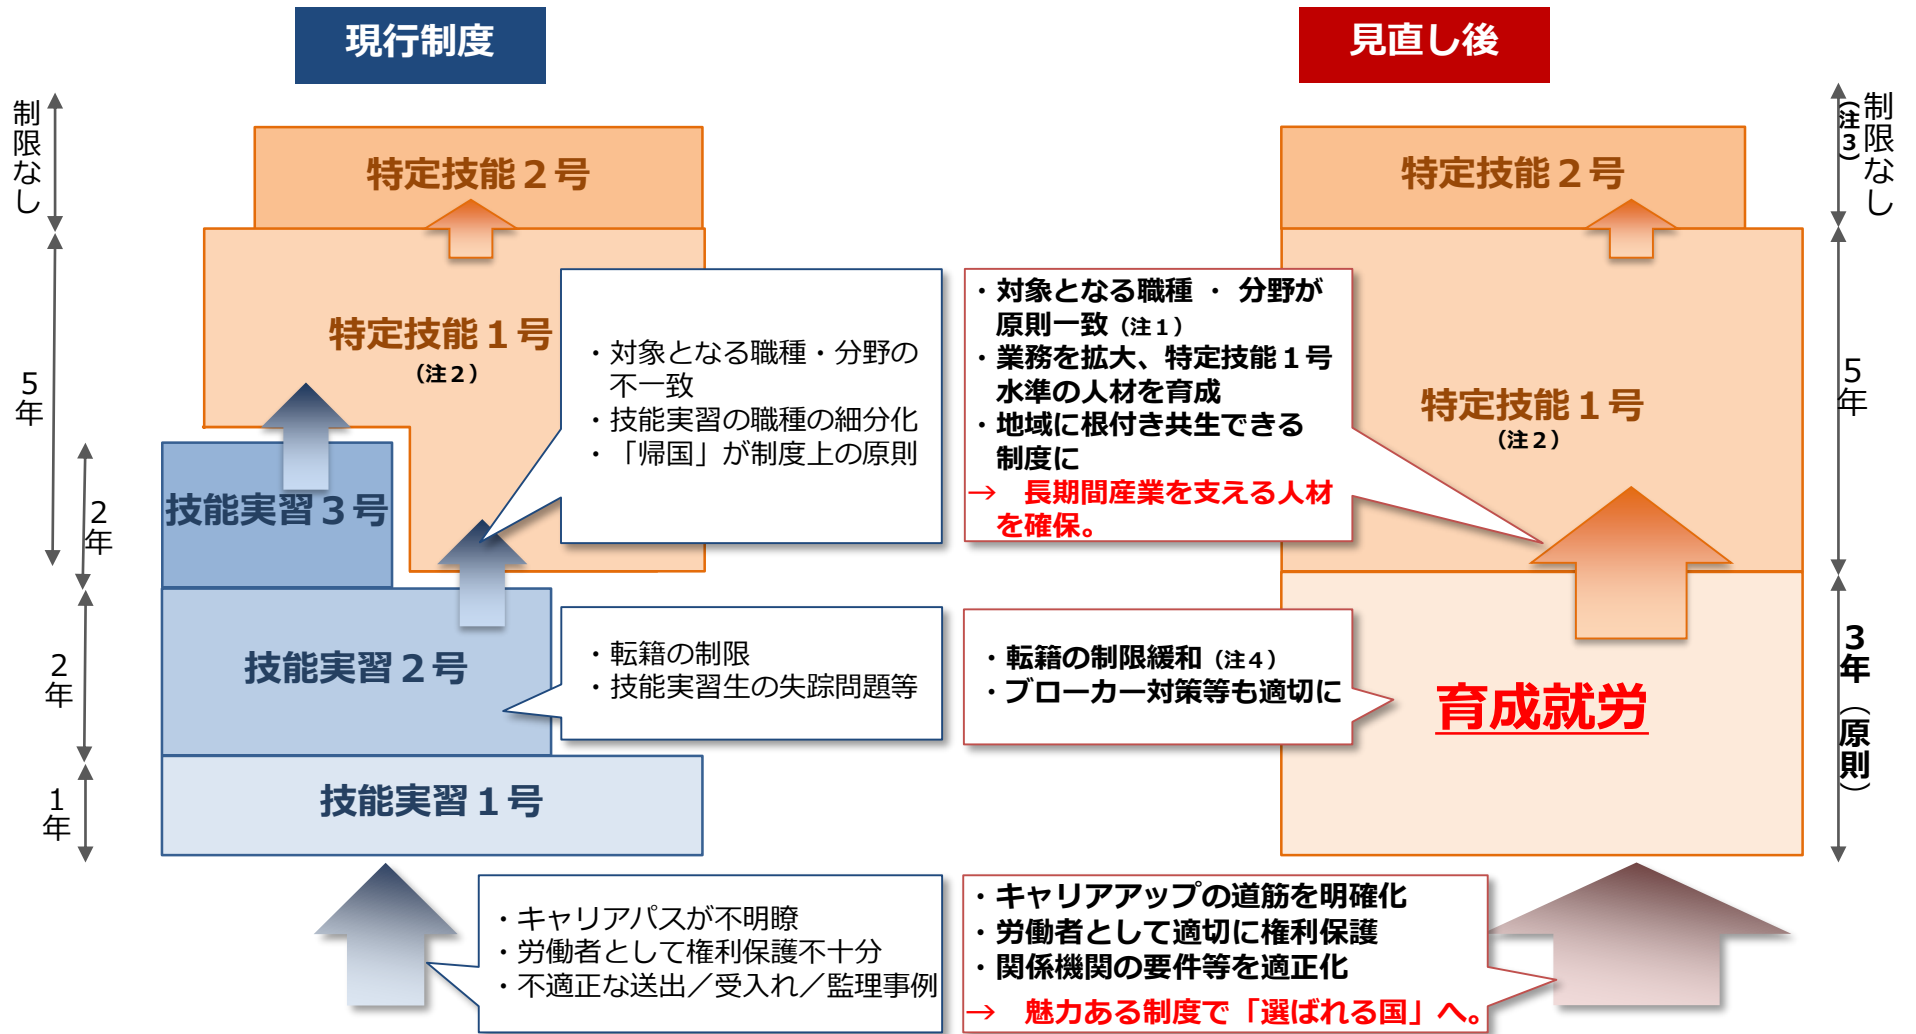 現行制度
見直し後
制限なし
5年
2年
2年
1年
特定技能２号
特定技能１号
（注２）
技能実習３号
技能実習２号
技能実習１号
・対象となる職種・分野の
不一致
・技能実習の職種の細分化
・「帰国」が制度上の原則
・転籍の制限
・技能実習生の失踪問題等
・キャリアパスが不明瞭
・労働者として権利保護不十分
・不適正な送出／受入れ／監理事例
・対象となる職種 ・ 分野が
原則一致（注１）
・業務を拡大、特定技能１号
水準の人材を育成
・地域に根付き共生できる
制度に
→ 長期間産業を支える人材
を確保。
・転籍の制限緩和（注４）
・ブローカー対策等も適切に
・キャリアアップの道筋を明確化
・労働者として適切に権利保護
・関係機関の要件等を適正化
→ 魅力ある制度で「選ばれる国」へ。
特定技能２号
特定技能１号
（注２）
育成就労
制限なし
（注３）
5年
3年（原則）